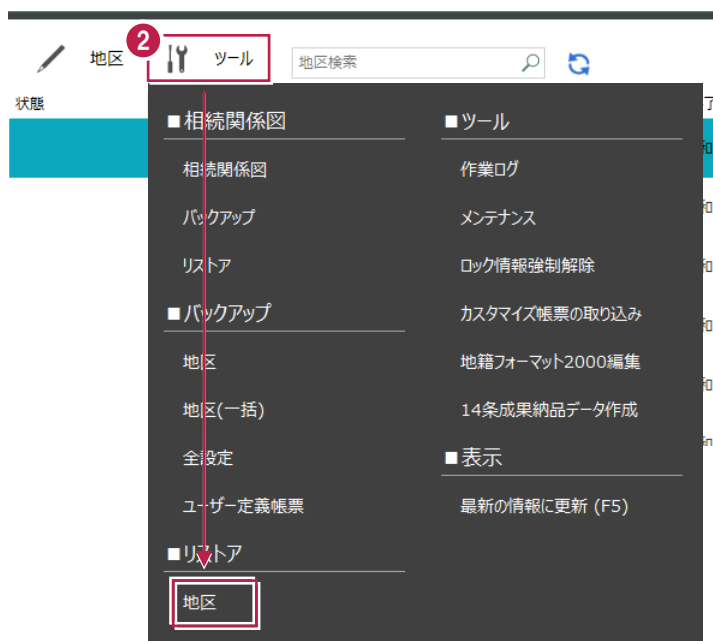 2
地区
ツール
地区検索
状態
■相続関係図
相続関係図
バックアップ
リストア
■バックアップ
地区
地区(一括)
全設定
ユーザー定義帳票
■リストア
地区
■ツール
作業ログ
メンテナンス
ロック情報強制解除
カスタマイズ帳票の取り込み
地籍フォーマット2000編集
14条成果納品データ作成
■表示
最新の情報に更新 (F5)